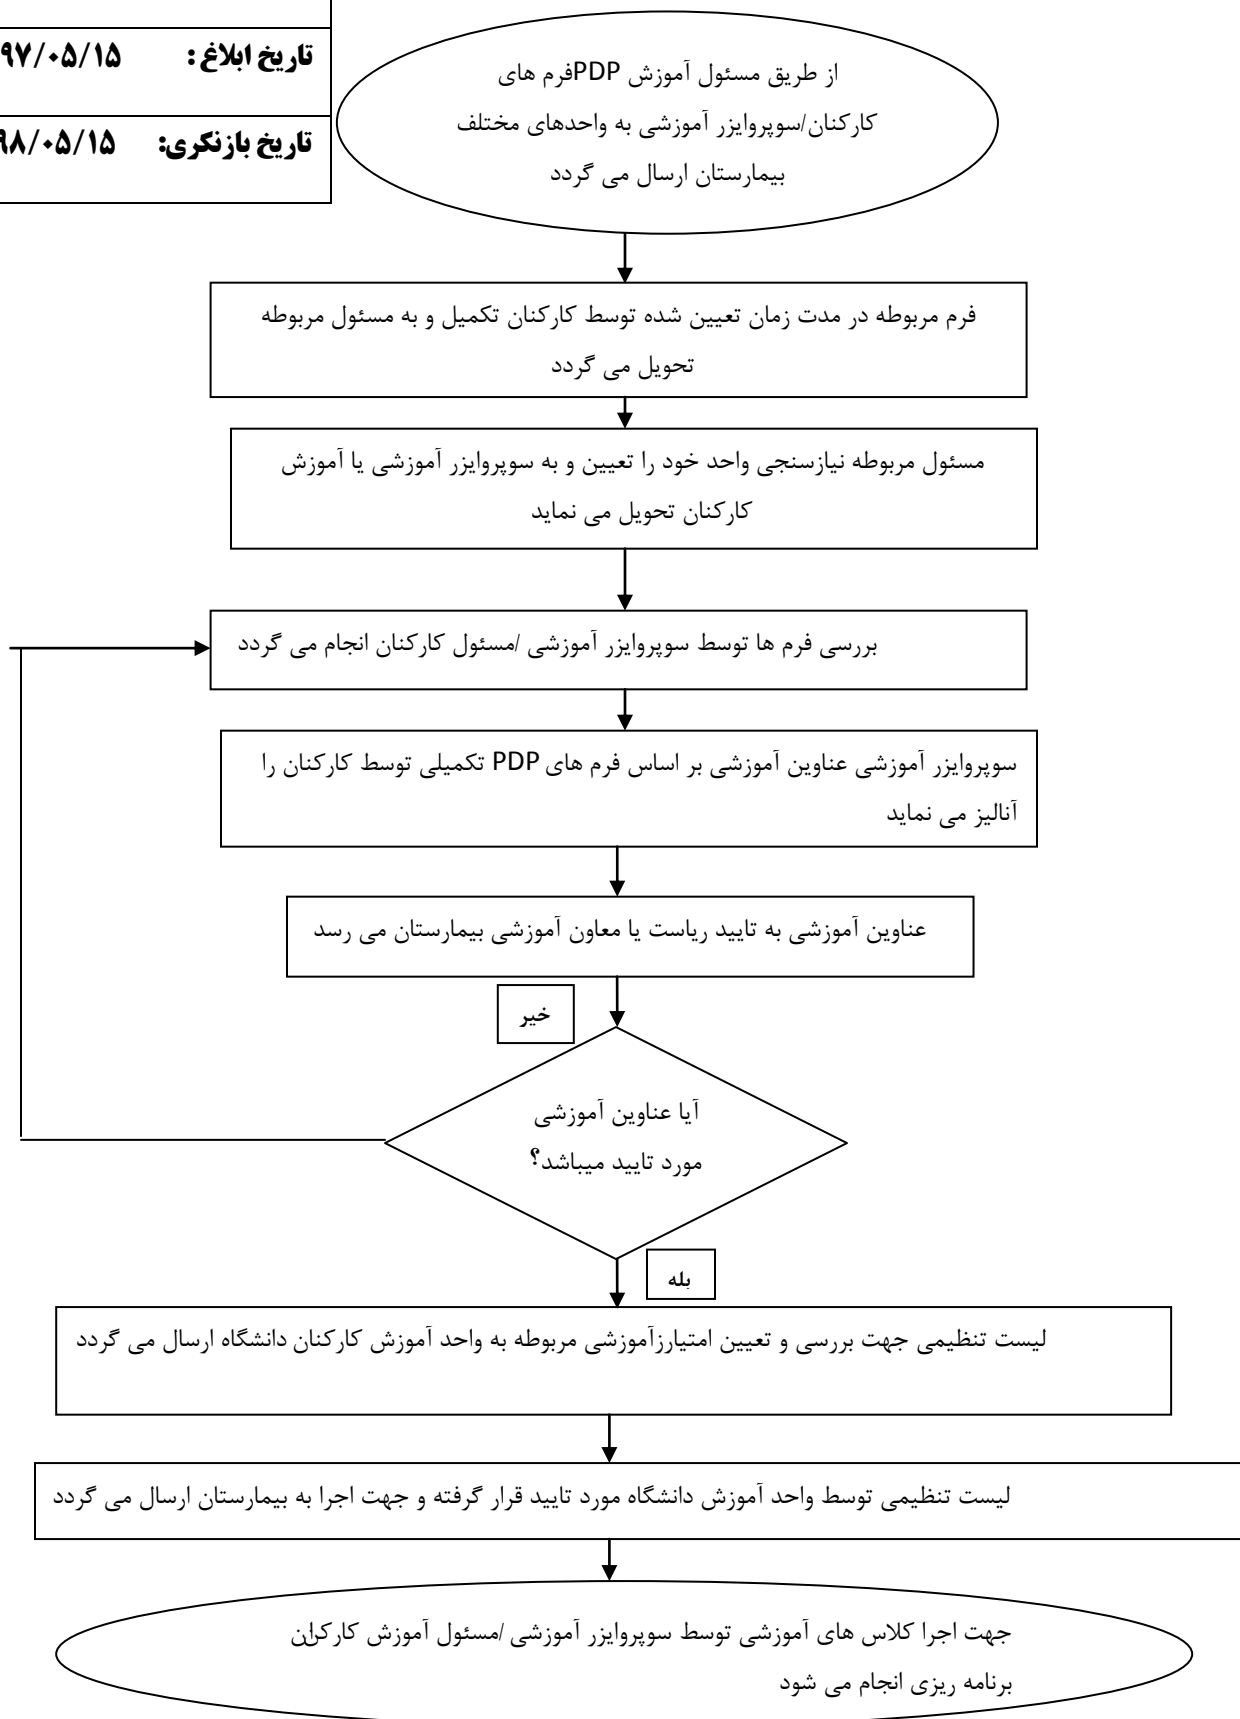 تاریخ ابلاغ : ۹۷/۰۵/۱۵
تاریخ بازنگری: ۹۸/۰۵/۱۵
از طریق مسئول آموزش PDPفرم های
کارکنان/سوپروایزر آموزشی به واحدهای مختلف
بیمارستان ارسال می گردد
فرم مربوطه در مدت زمان تعیین شده توسط کارکنان تکمیل و به مسئول مربوطه
تحویل می گردد
مسئول مربوطه نیازسنجی واحد خود را تعیین و به سوپروایزر آموزشی یا آموزش
کارکنان تحویل می نماید
بررسی فرم ها توسط سوپروایزر آموزشی /مسئول کارکنان انجام می گردد
سوپروایزر آموزشی عناوین آموزشی بر اساس فرم های PDP تکمیلی توسط کارکنان را
آنالیز می نماید
عناوین آموزشی به تایید ریاست یا معاون آموزشی بیمارستان می رسد
خیر
آیا عناوین آموزشی
مورد تایید میباشد؟
بله
لیست تنظیمی جهت بررسی و تعیین امتیارزآموزشی مربوطه به واحد آموزش کارکنان دانشگاه ارسال می گردد
لیست تنظیمی توسط واحد آموزش دانشگاه مورد تایید قرار گرفته و جهت اجرا به بیمارستان ارسال می گردد
جهت اجرا کلاس های آموزشی توسط سوپروایزر آموزشی /مسئول آموزش کارکنان
برنامه ریزی انجام می شود